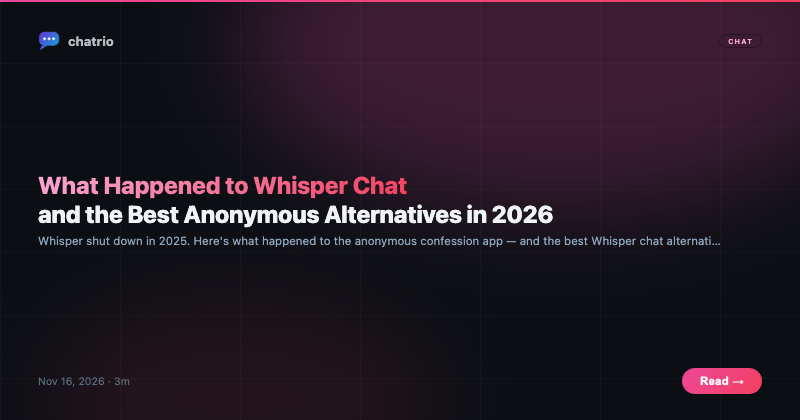 chatrio
CHAT
What Happened to Whisper Chat
and the Best Anonymous Alternatives in 2026
Whisper shut down in 2025. Here's what happened to the anonymous confession app — and the best Whisper chat alternati...
Nov 16, 2026 · 3m
Read →